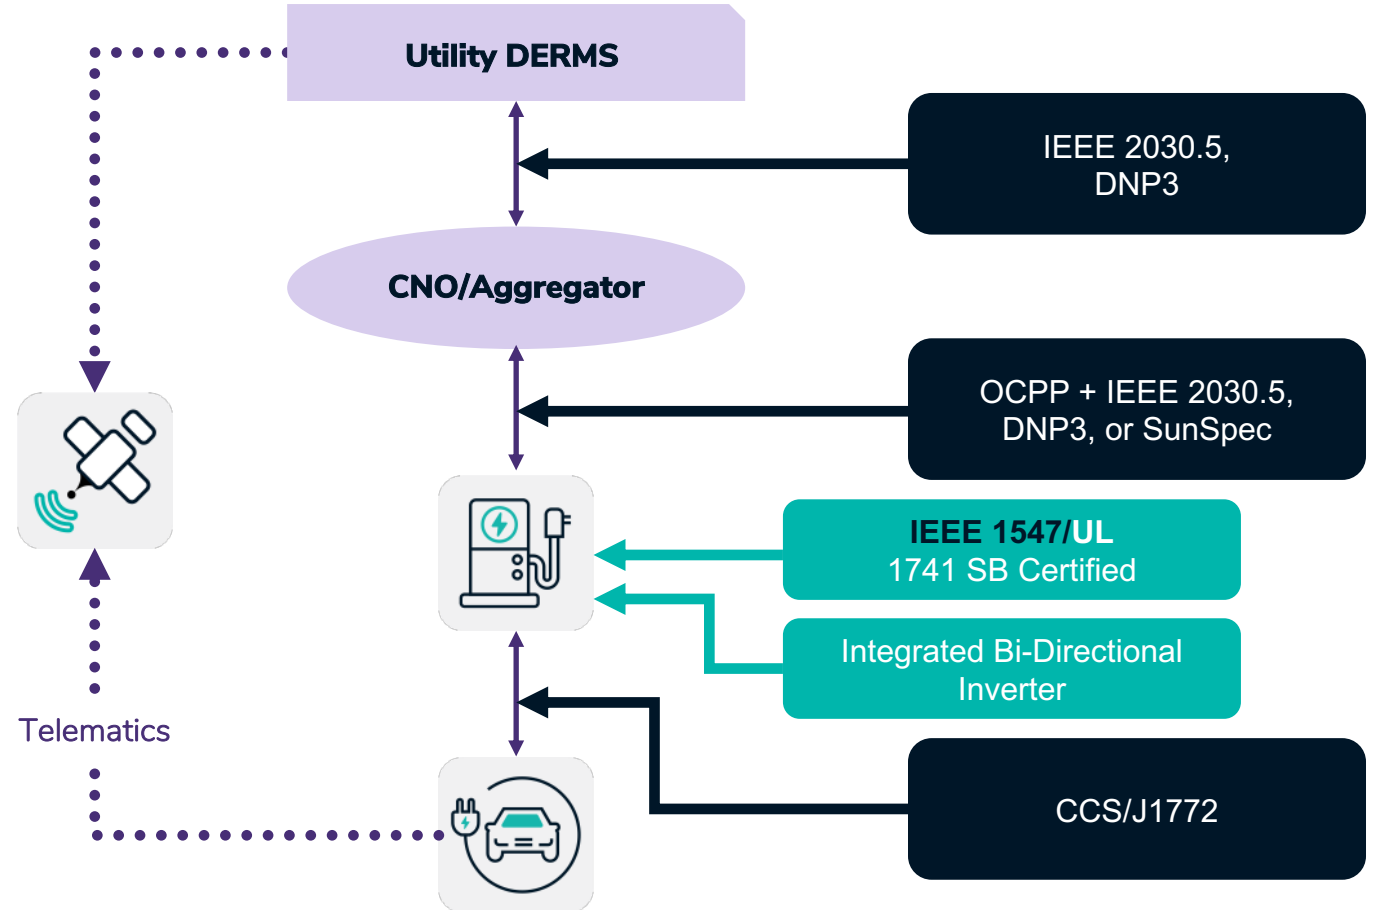 Utility DERMS
IEEE 2030.5,
DNP3
CNO/Aggregator
OCPP + IEEE 2030.5,
DNP3, or SunSpec
IEEE 1547/UL
1741 SB Certified
Integrated Bi-Directional
Inverter
Telematics
CCS/J1772